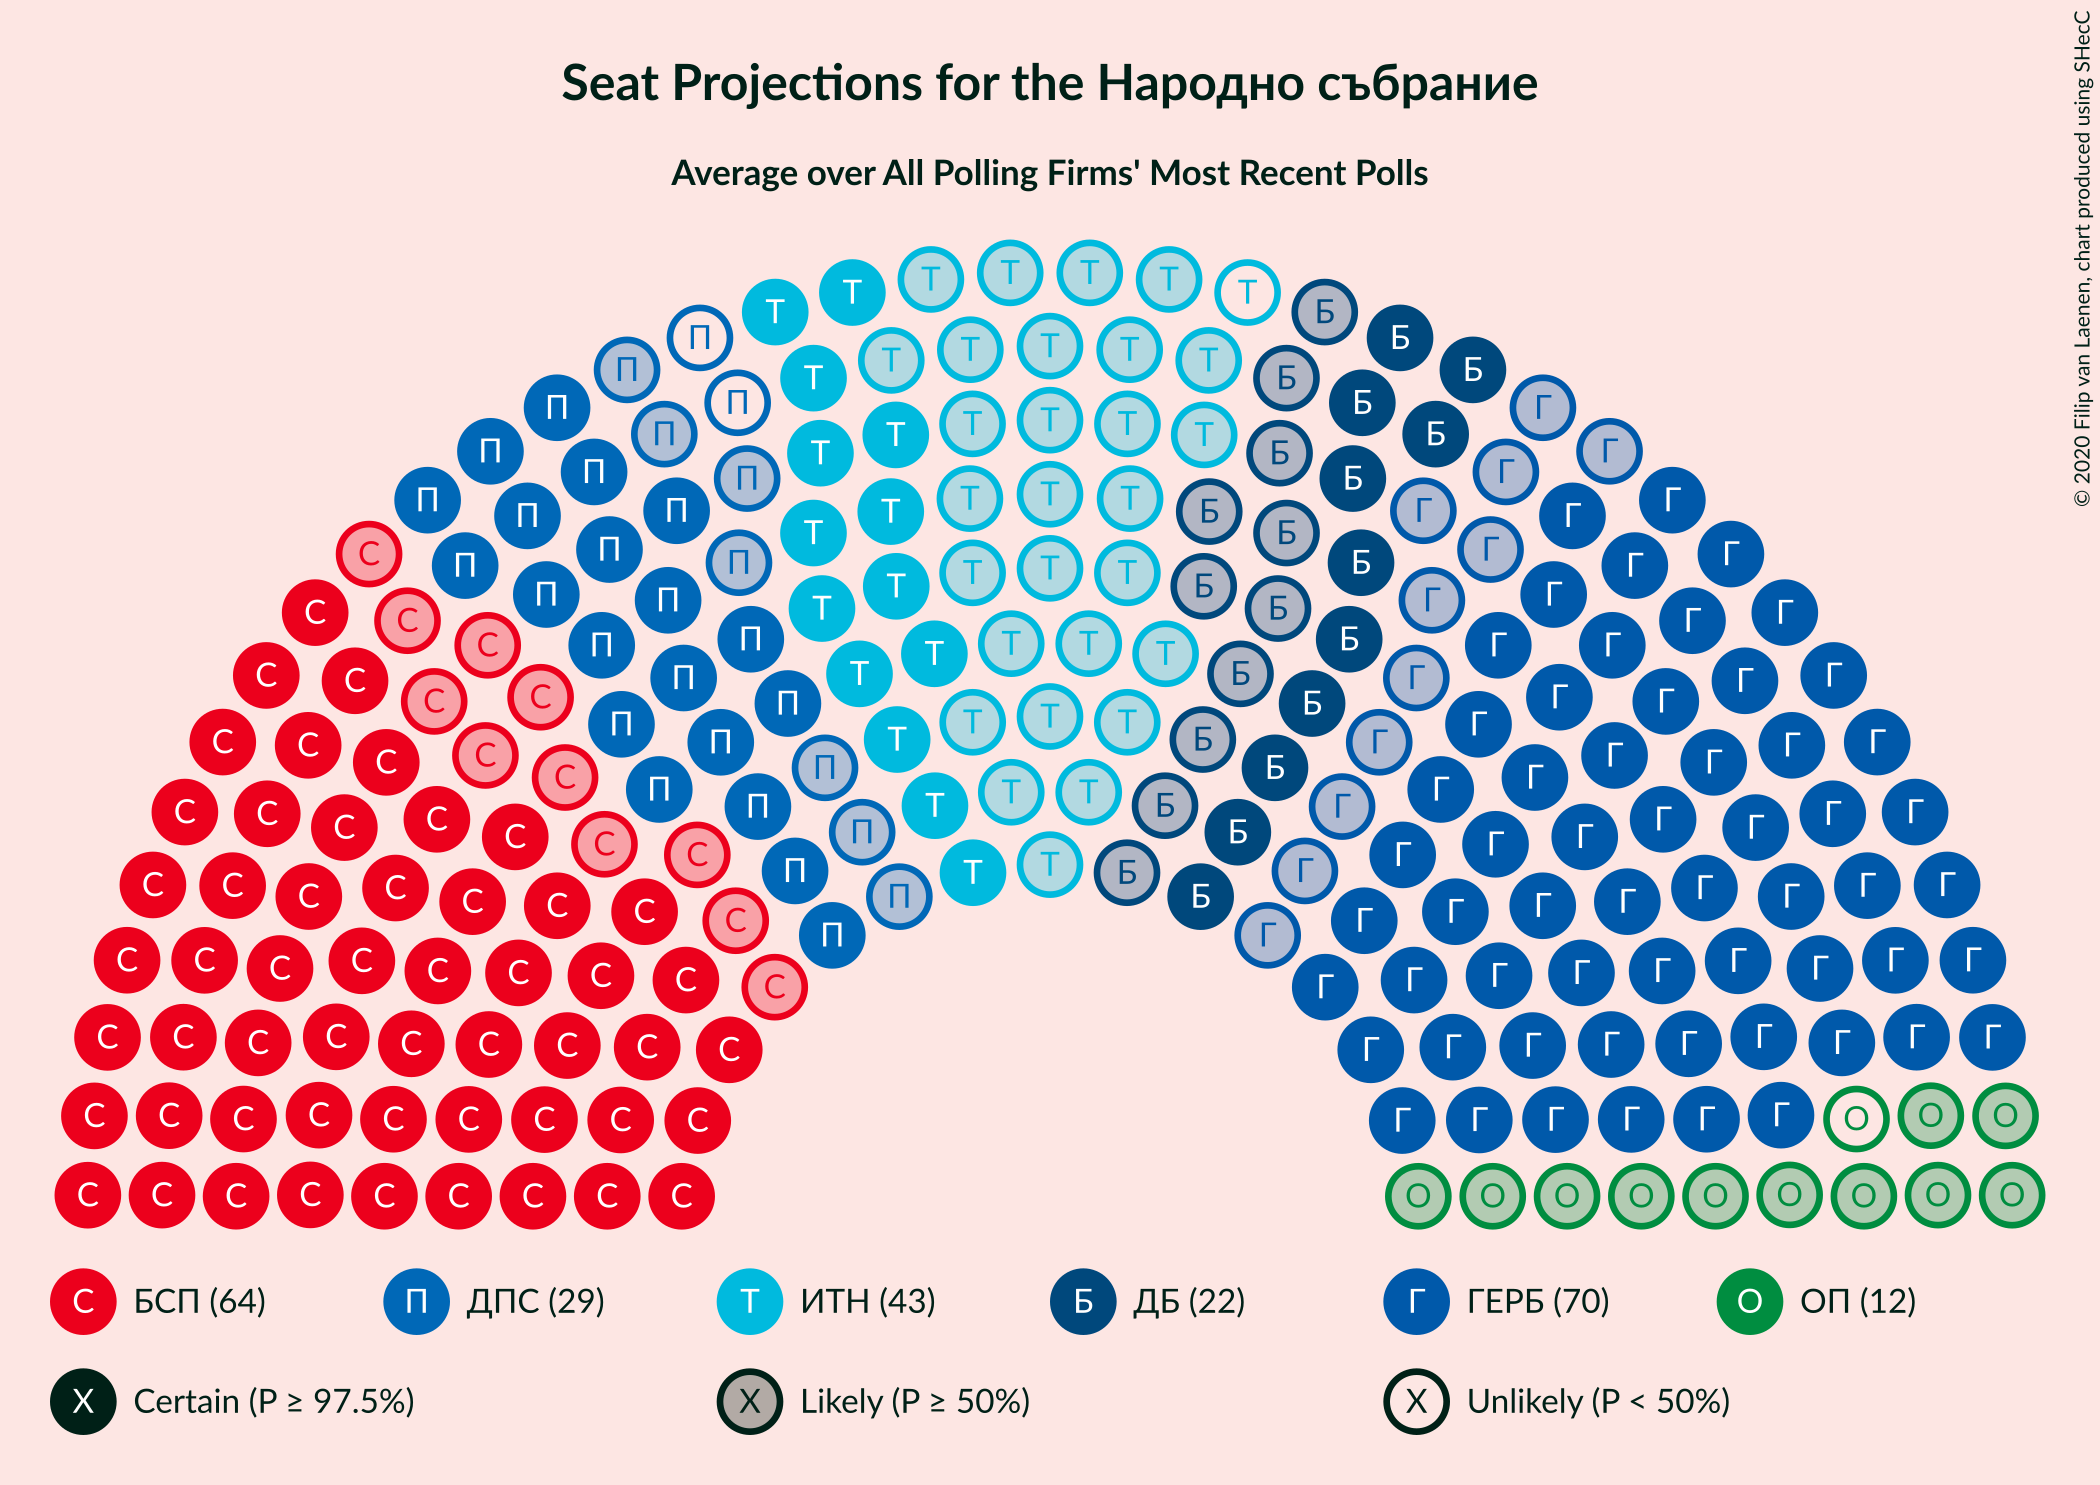 Seat Projections for the Народно събрание
Average over All Polling Firms' Most Recent Polls
© 2020 Filip van Laenen, chart produced using SHecC
Т Т Т Т Т Т Т
П П Б Б Б
С БСП (64) П ДПС (29) Т ИТН (43) Б ДБ (22) Г ГЕРБ (70) О ОП (12)
X Certain (P ≥ 97.5%) X Likely (P ≥ 50%) X Unlikely (P < 50%)